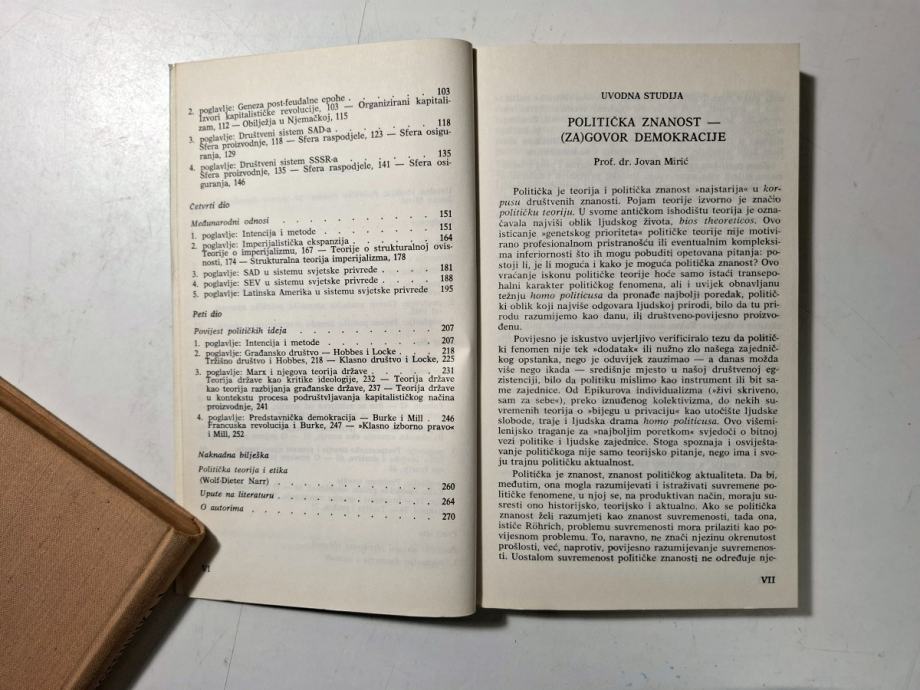 2. poglavlje: Geneza post-feudalne epohe . . . . . . . . 103
Izvori kapitalističke revolucije, 103 — Organizirani kapitali-
zam, 112 — Obilježja u Njemačkoj, 115
3. poglavlje: Društveni sistem SAD-a . . . . . . . . . 118
Sfera proizvodnje, 118 — Sfera raspodjele, 123 — Sfera osigu-
ranja, 129
4. poglavlje: Društveni sistem SSSR-a . . . . . . . . 135
Sfera proizvodnje, 135 — Sfera raspodjele, 141 — Sfera osi-
guranja, 146
Četvrti dio
Međunarodni odnosi . . . . . . . . . . . . 151
1. poglavlje: Intencija i metode . . . . . . . . . . 151
2. poglavlje: Imperijalistička ekspanzija . . . . . . . . 164
Teorije o imperijalizmu, 167 — Teorije o strukturalnoj ovis-
nosti, 174 — Strukturalna teorija imperijalizma, 178
3. poglavlje: SAD u sistemu svjetske privrede . . . . . . 181
4. poglavlje: SEV u sistemu svjetske privrede . . . . . . 188
5. poglavlje: Latinska Amerika u sistemu svjetske privrede 195
Peti dio
Povijest političkih ideja . . . . . . . . . . . 207
1. poglavlje: Intencija i metode . . . . . . . . . . 207
2. poglavlje: Građansko društvo — Hobbes i Locke . . . . 218
Tržišno društvo i Hobbes, 218 — Klasno društvo i Locke, 225
3. poglavlje: Marx i njegova teorija države . . . . . . . 231
Teorija države kao kritike ideologije, 232 — Teorija države
kao teorija razbijanja građanske države, 237 — Teorija države
u kontekstu procesa podruštvljavanja kapitalističkog načina
proizvodnje, 241
4. poglavlje: Predstavnička demokracija — Burke i Mill . 246
Francuska revolucija i Burke, 247 — »Klasno izborno pravo«
i Mill, 252
Naknadna bilješka
Politička teorija i etika
(Wolf-Dieter Narr) . . . . . . . . . . . . 260
Upute na literaturu . . . . . . . . . . . . 264
O autorima . . . . . . . . . . . . . . 270
VI
UVODNA STUDIJA
POLITIČKA ZNANOST —
(ZA)GOVOR DEMOKRACIJE
Prof. dr. Jovan Mirić
Politička je teorija i politička znanost »najstarija« u kor-
pusu društvenih znanosti. Pojam teorije izvorno je značio
političku teoriju. U svome antičkom ishodištu teorija je ozna-
čavala najviši oblik ljudskog života, bios theoreticos. Ovo
isticanje »genetskog prioriteta« političke teorije nije motivi-
rano profesionalnom pristranošću ili eventualnim kompleksi-
ma inferiornosti što ih mogu pobuditi opetovana pitanja: po-
stoji li, je li moguća i kako je moguća politička znanost? Ovo
vraćanje iskonu političke teorije hoće samo istaći transepo-
halni karakter političkog fenomena, ali i uvijek obnavljanu
težnju homo politicusa da pronađe najbolji poredak, politič-
ki oblik koji najviše odgovara ljudskoj prirodi, bilo da tu pri-
rodu razumijemo kao danu, ili društveno-povijesno proizvo-
đenu.
Povijesno je iskustvo uvjerljivo verificiralo tezu da politič-
ki fenomen nije tek »dodatak« ili nužno zlo našega zajednič-
kog opstanka, nego je oduvijek zauzimao — a danas možda
više nego ikada — središnje mjesto u našoj društvenoj eg-
zistenciji, bilo da politiku mislimo kao instrument ili bit sa-
me zajednice. Od Epikurova individualizma (»živi skriveno,
sam za sebe«), preko iznuđenog kolektivizma, do nekih su-
vremenih teorija o »bijegu u privaciju« kao utočište ljudske
slobode, traje i ljudska drama homo politicusa. Ovo višemi-
lenijsko traganje za »najboljim poretkom« svjedoči o bitnoj
vezi politike i ljudske zajednice. Stoga spoznaja i osvještava-
vanje političkoga nije samo teorijsko pitanje, nego ima i svo-
ju trajnu političku aktualnost.
Politička je znanost, znanost političkog aktualiteta. Da bi,
međutim, ona mogla razumijevati i istraživati suvremene po-
litičke fenomene, u njoj se, na produktivan način, moraju su-
sresti ono historijsko, teorijsko i aktualno. Ako se politička
znanost želi razumjeti kao znanost suvremenosti, tada ona,
ističe Röhrich, problemu suvremenosti mora prilaziti kao po-
vijesnom problemu. To, naravno, ne znači njezinu okrenutost
prošlosti, već, naprotiv, povijesno razumijevanje suvremenos-
ti. Uostalom suvremenost političke znanosti ne određuje nje-
VII